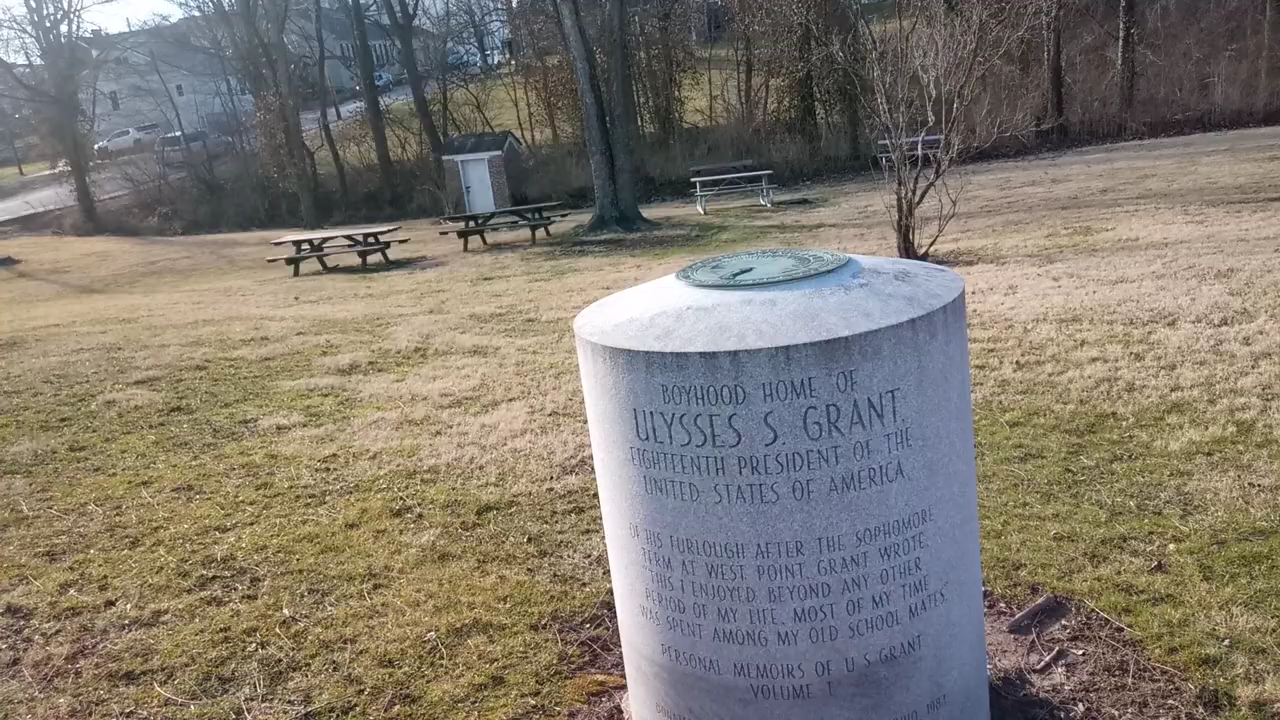 BOYHOOD HOME OF
ULYSSES S. GRANT
EIGHTEENTH PRESIDENT OF THE
UNITED STATES OF AMERICA
OF HIS FURLOUGH AFTER THE SOPHOMORE
TERM AT WEST POINT, GRANT WROTE,
"THIS I ENJOYED, BEYOND ANY OTHER
PERIOD OF MY LIFE. MOST OF MY TIME
WAS SPENT AMONG MY OLD SCHOOL MATES."
PERSONAL MEMOIRS OF U S GRANT
VOLUME I
OHIO 1987